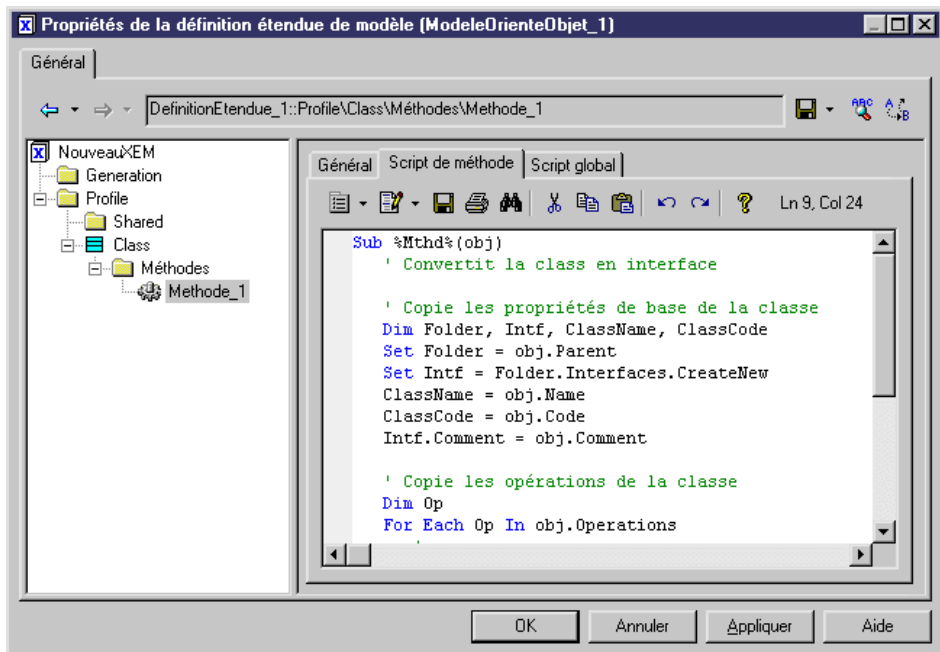 Propriétés de la définition étendue de modèle (ModeleOrienteObjet_1)
Général
DefinitionEtendue_1::Profile\Class\Méthodes\Methode_1
NouveauXEM
Generation
Profile
Shared
Class
Méthodes
Methode_1
Général Script de méthode Script global
Ln 9, Col 24
Sub %Mthd%(obj)
' Convertit la class en interface
' Copie les propriétés de base de la classe
Dim Folder, Intf, ClassName, ClassCode
Set Folder = obj.Parent
Set Intf = Folder.Interfaces.CreateNew
ClassName = obj.Name
ClassCode = obj.Code
Intf.Comment = obj.Comment
' Copie les opérations de la classe
Dim Op
For Each Op In obj.Operations
OK Annuler Appliquer Aide